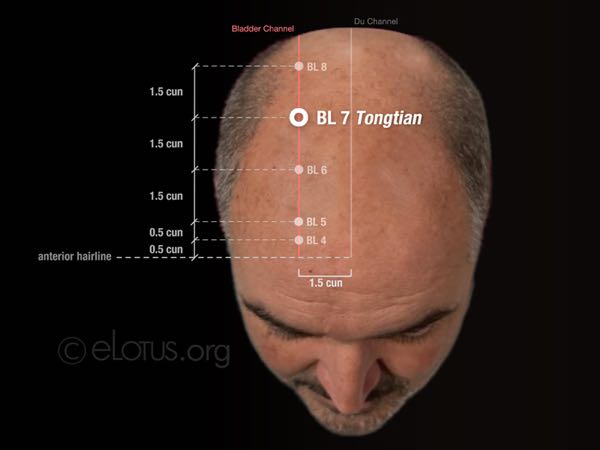 Du Channel
Bladder Channel
BL 8
1.5 cun
BL 7 Tongtian
1.5 cun
BL 6
1.5 cun
BL 5
0.5 cun
BL 4
0.5 cun
anterior hairline
1.5 cun
© eLotus.org